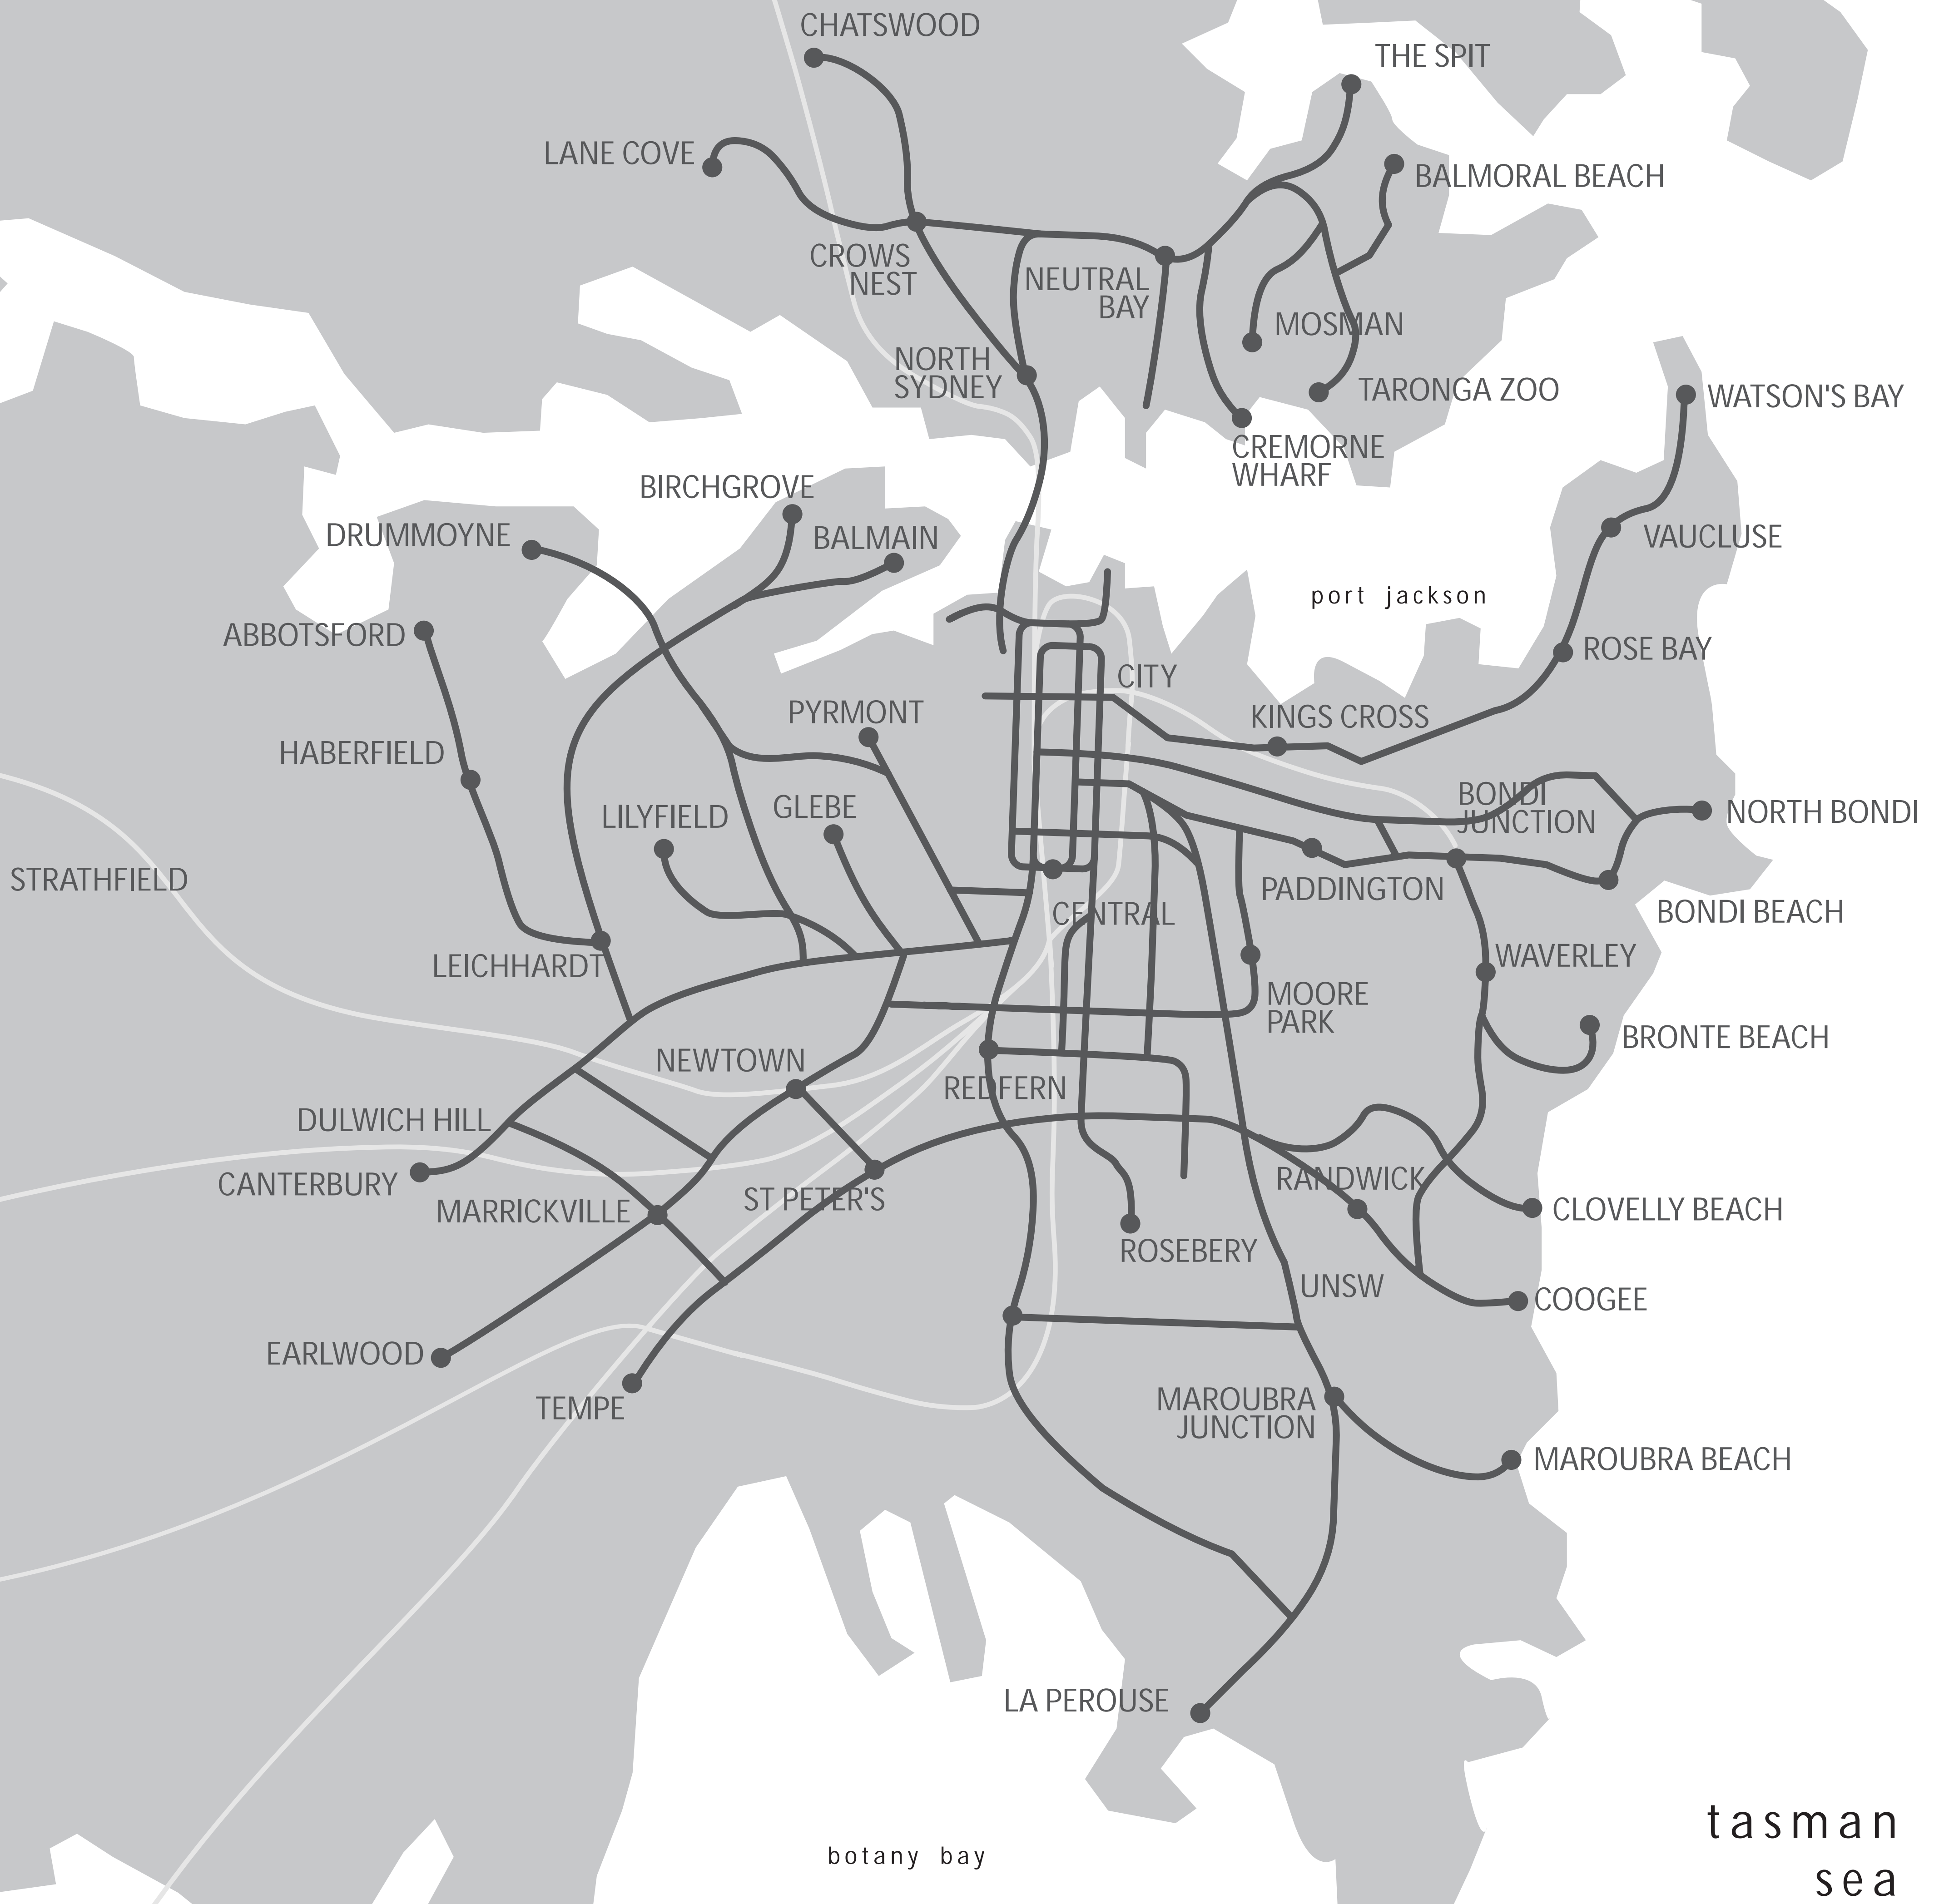 CHATSWOOD
THE SPIT
LANE COVE
BALMORAL BEACH
CROWS
NEST
NEUTRAL
BAY
MOSMAN
NORTH
SYDNEY
TARONGA ZOO
WATSON'S BAY
CREMORNE
WHARF
BIRCHGROVE
DRUMMOYNE
BALMAIN
VAUCLUSE
port jackson
ABBOTSFORD
ROSE BAY
CITY
PYRMONT
KINGS CROSS
HABERFIELD
BONDI
JUNCTION
NORTH BONDI
LILYFIELD
GLEBE
STRATHFIELD
PADDINGTON
BONDI BEACH
CENTRAL
LEICHHARDT
WAVERLEY
MOORE
PARK
BRONTE BEACH
NEWTOWN
REDFERN
DULWICH HILL
CANTERBURY
RANDWICK
MARRICKVILLE
ST PETER'S
CLOVELLY BEACH
ROSEBERY
UNSW
COOGEE
EARLWOOD
TEMPE
MAROUBRA
JUNCTION
MAROUBRA BEACH
LA PEROUSE
tasman
sea
botany bay